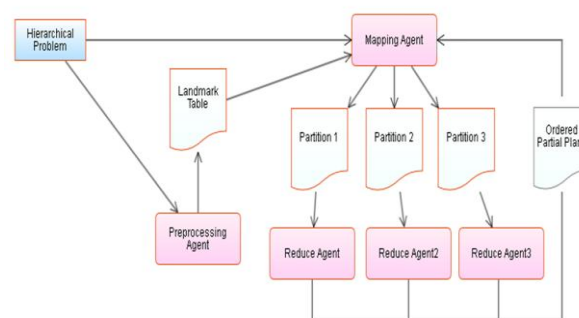 Hierarchical
Problem
Mapping Agent
Landmark
Table
Partition 1
Partition 2
Partition 3
Ordered
Partial Plan
Preprocessing
Agent
Reduce Agent
Reduce Agent2
Reduce Agent3